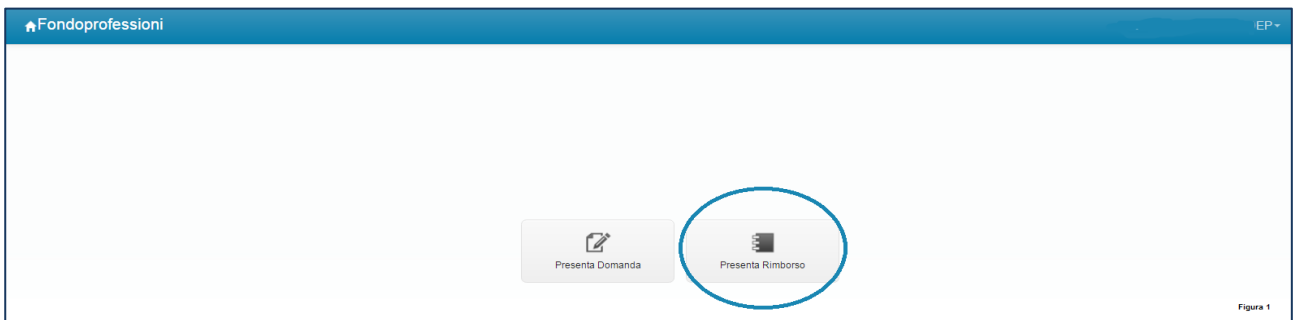 Fondoprofessioni
EP
Presenta Domanda
Presenta Rimborso
Figura 1